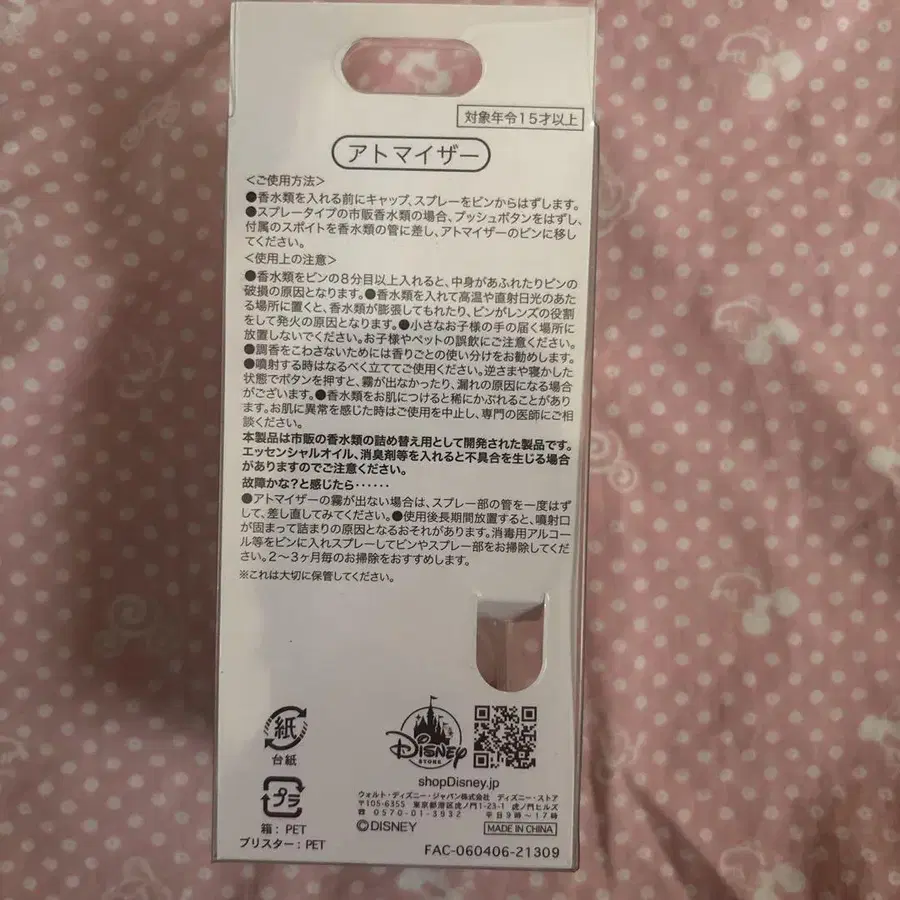 対象年令15才以上
アトマイザー
<ご使用方法>
●香水類を入れる前にキャップ、スプレーをビンからはずします。
●スプレータイプの市販香水類の場合、プッシュボタンをはずし、
付属のスポイトを香水類の管に差し、アトマイザーのビンに移し
てください。
<使用上の注意>
●香水類をビンの8分目以上入れると、中身があふれたりビンの
破損の原因となります。●香水類を入れて高温や直射日光のあた
る場所に置くと、香水類が膨張してもれたり、ビンがレンズの役割
をして発火の原因となります。●小さなお子様の手の届く場所に
放置しないでください。お子様やペットの誤飲にご注意ください。
●調香をこわさないためには香りごとの使い分けをお勧めします。
●噴射する時はなるべく立ててご使用ください。逆さまや寝かした
状態でボタンを押すと、霧が出なかったり、漏れの原因になる場合
がございます。●香水類をお肌につけると稀にかぶれることがあり
ます。お肌に異常を感じた時はご使用を中止し、専門の医師にご相
談ください。
本製品は市販の香水類の詰め替え用として開発された製品です。
エッセンシャルオイル、消臭剤等を入れると不具合を生じる場合
がありますのでご注意ください。
故障かな?と感じたら……
●アトマイザーの霧が出ない場合は、スプレー部の管を一度はず
して、差し直してみてください。●使用後長期間放置すると、噴射口
が固まって詰まりの原因となるおそれがあります。消毒用アルコー
ル等をビンに入れスプレーしてビンやスプレー部をお掃除してくだ
さい。2〜3ヶ月毎のお掃除をおすすめします。
※これは大切に保管してください。
紙
台紙
プラ
箱:PET
ブリスター:PET
Disney
STORE
shopDisney.jp
ウォルト・ディズニー・ジャパン株式会社 ディズニー・ストア
〒105-6355 東京都港区虎ノ門1-23-1 虎ノ門ヒルズ
☎ 0570-01-3932 平日9時〜17時
©DISNEY
MADE IN CHINA
FAC-060406-21309